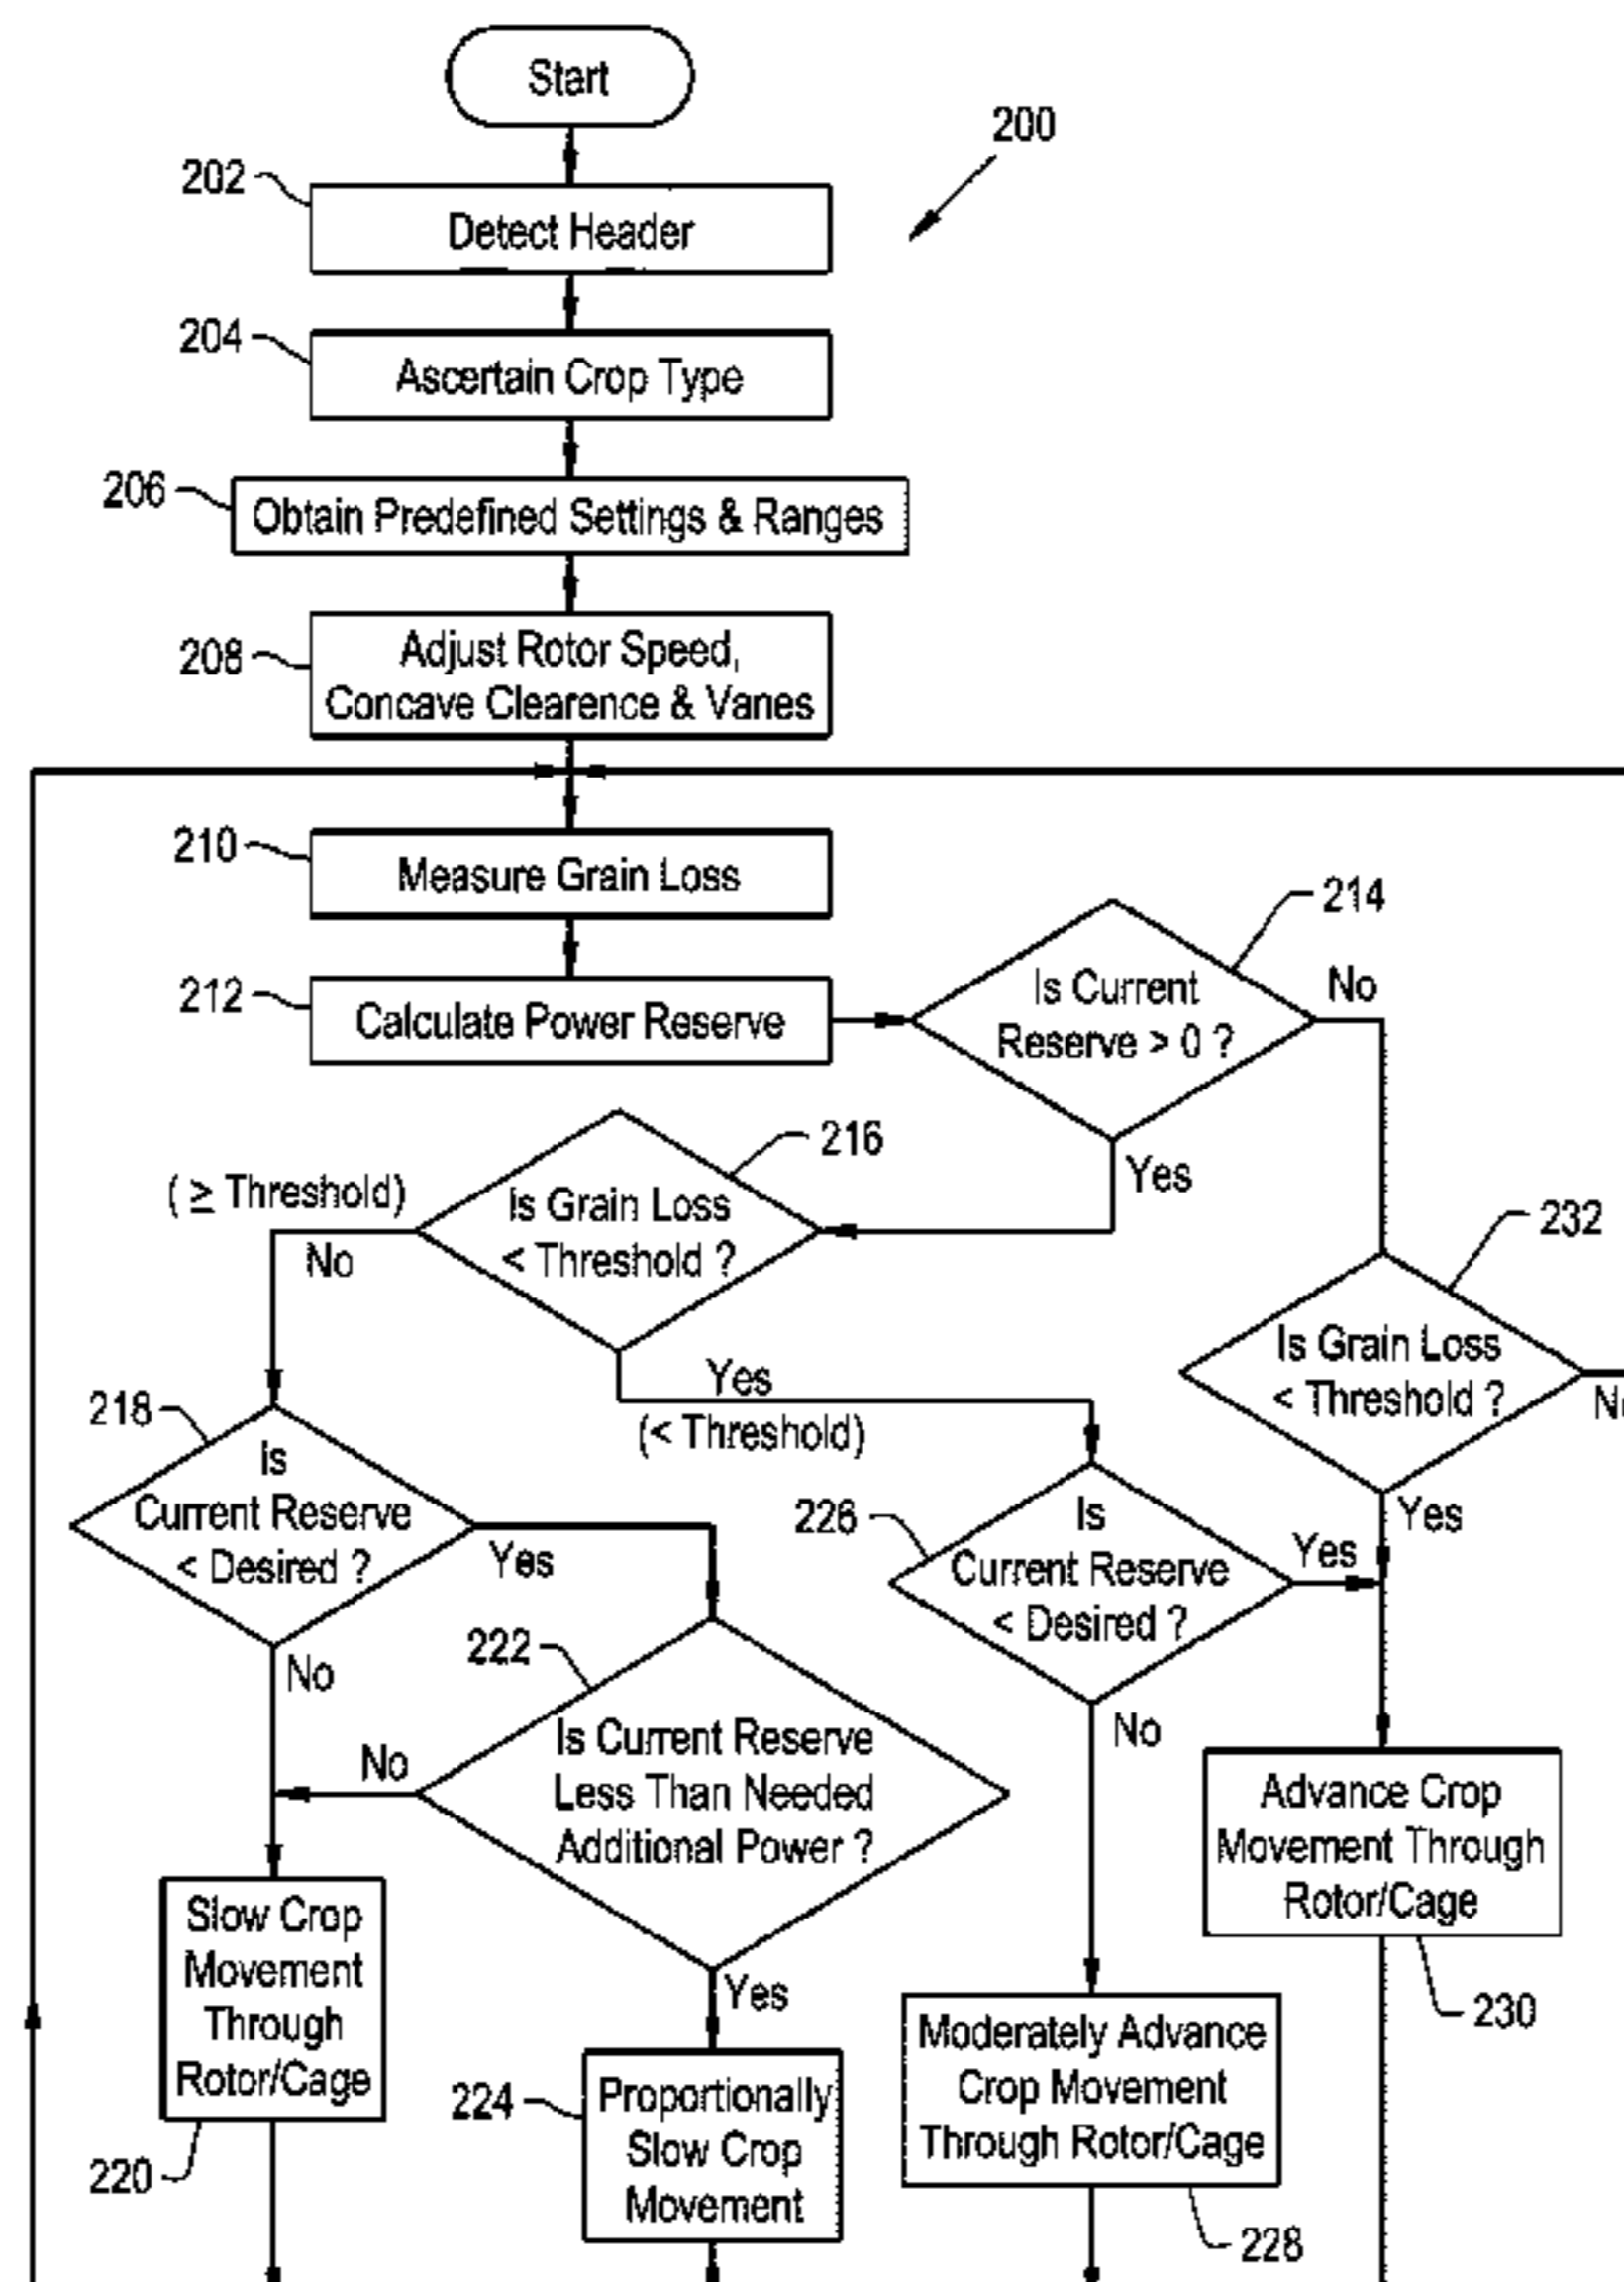 Start
200
202
Detect Header
204
Ascertain Crop Type
206
Obtain Predefined Settings & Ranges
208
Adjust Rotor Speed,
Concave Clearence & Vanes
210
Measure Grain Loss
212
Calculate Power Reserve
214
Is Current
Reserve > 0 ?
No
Yes
216
Is Grain Loss
< Threshold ?
( ≥ Threshold)
No
Yes
(< Threshold)
232
Is Grain Loss
< Threshold ?
Yes
218
Is
Current Reserve
< Desired ?
Yes
No
226
Is
Current Reserve
< Desired ?
Yes
No
222
Is Current Reserve
Less Than Needed
Additional Power ?
No
Yes
Slow Crop
Movement
Through
Rotor/Cage
220
224
Proportionally
Slow Crop
Movement
Moderately Advance
Crop Movement
Through Rotor/Cage
228
Advance Crop
Movement Through
Rotor/Cage
230